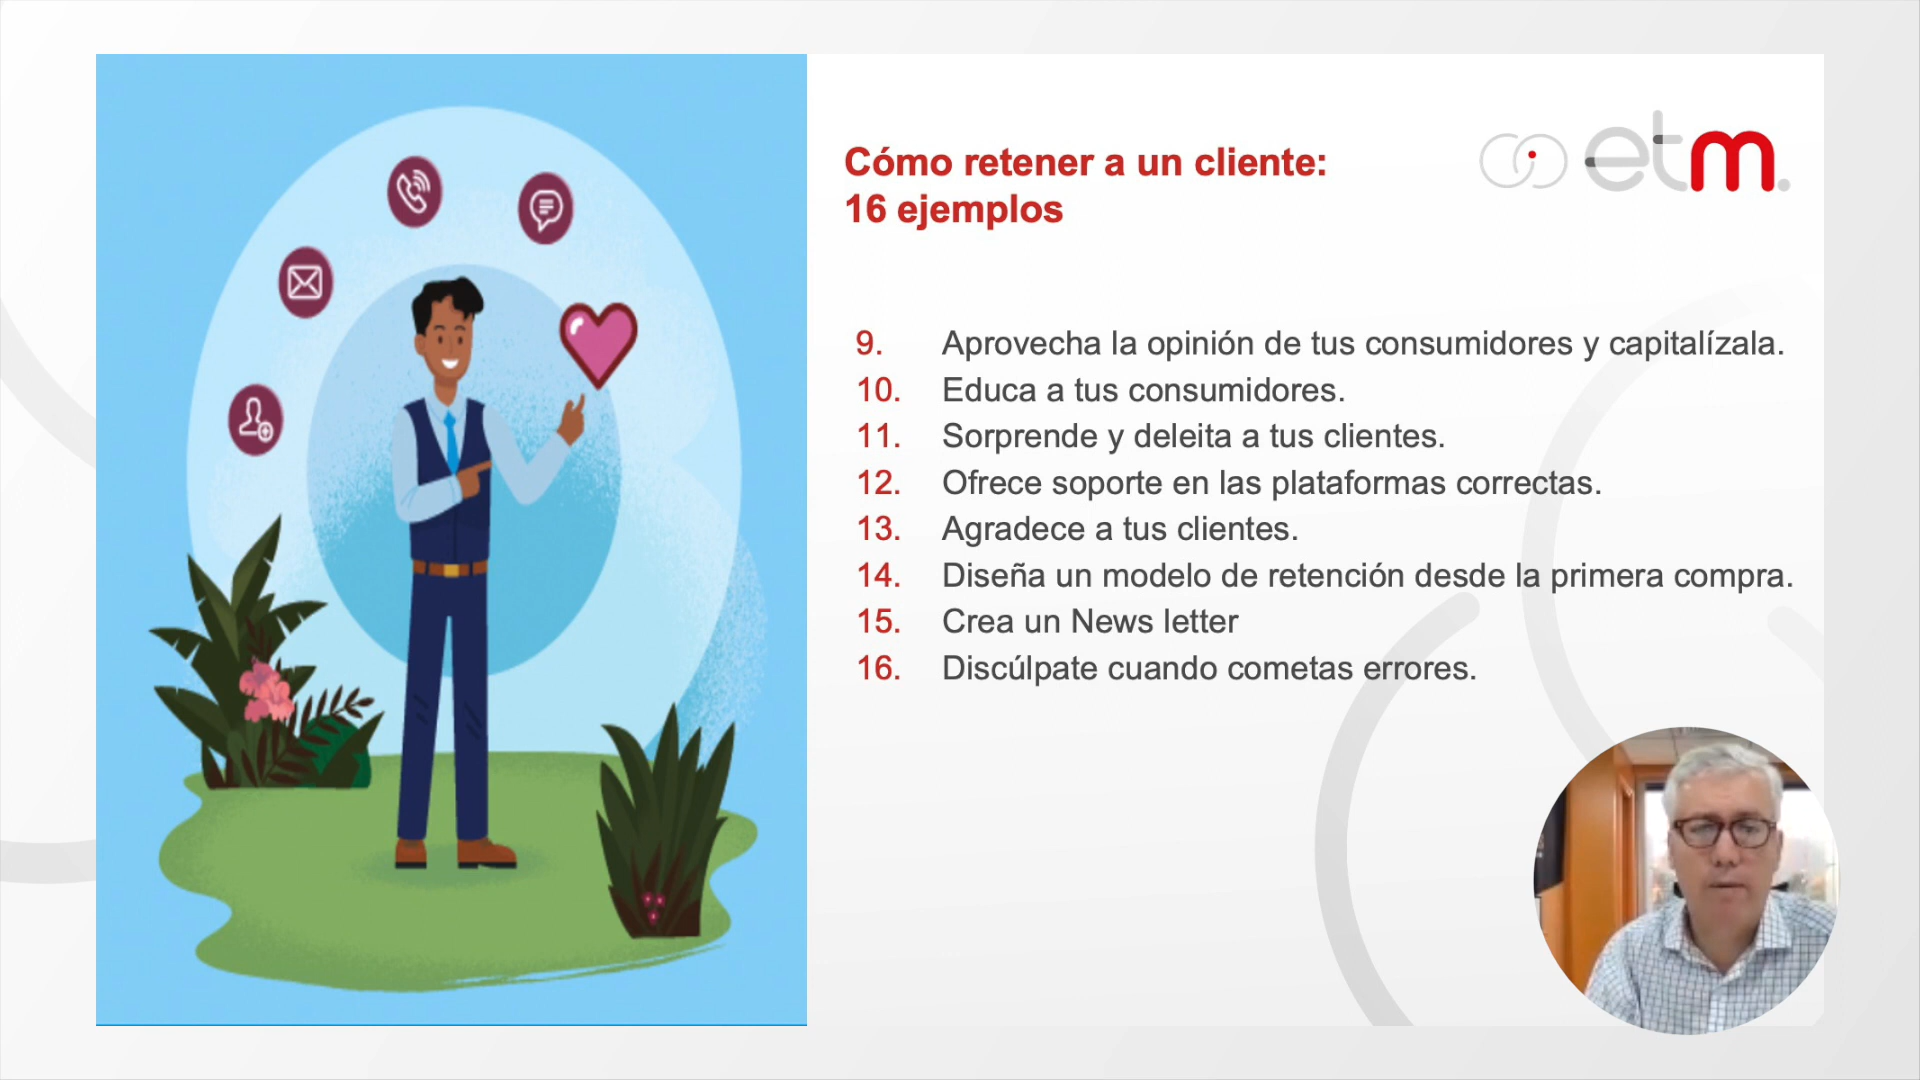 Cómo retener a un cliente:
16 ejemplos
etm.
9. Aprovecha la opinión de tus consumidores y capitalízala.
10. Educa a tus consumidores.
11. Sorprende y deleita a tus clientes.
12. Ofrece soporte en las plataformas correctas.
13. Agradece a tus clientes.
14. Diseña un modelo de retención desde la primera compra.
15. Crea un News letter
16. Discúlpate cuando cometas errores.